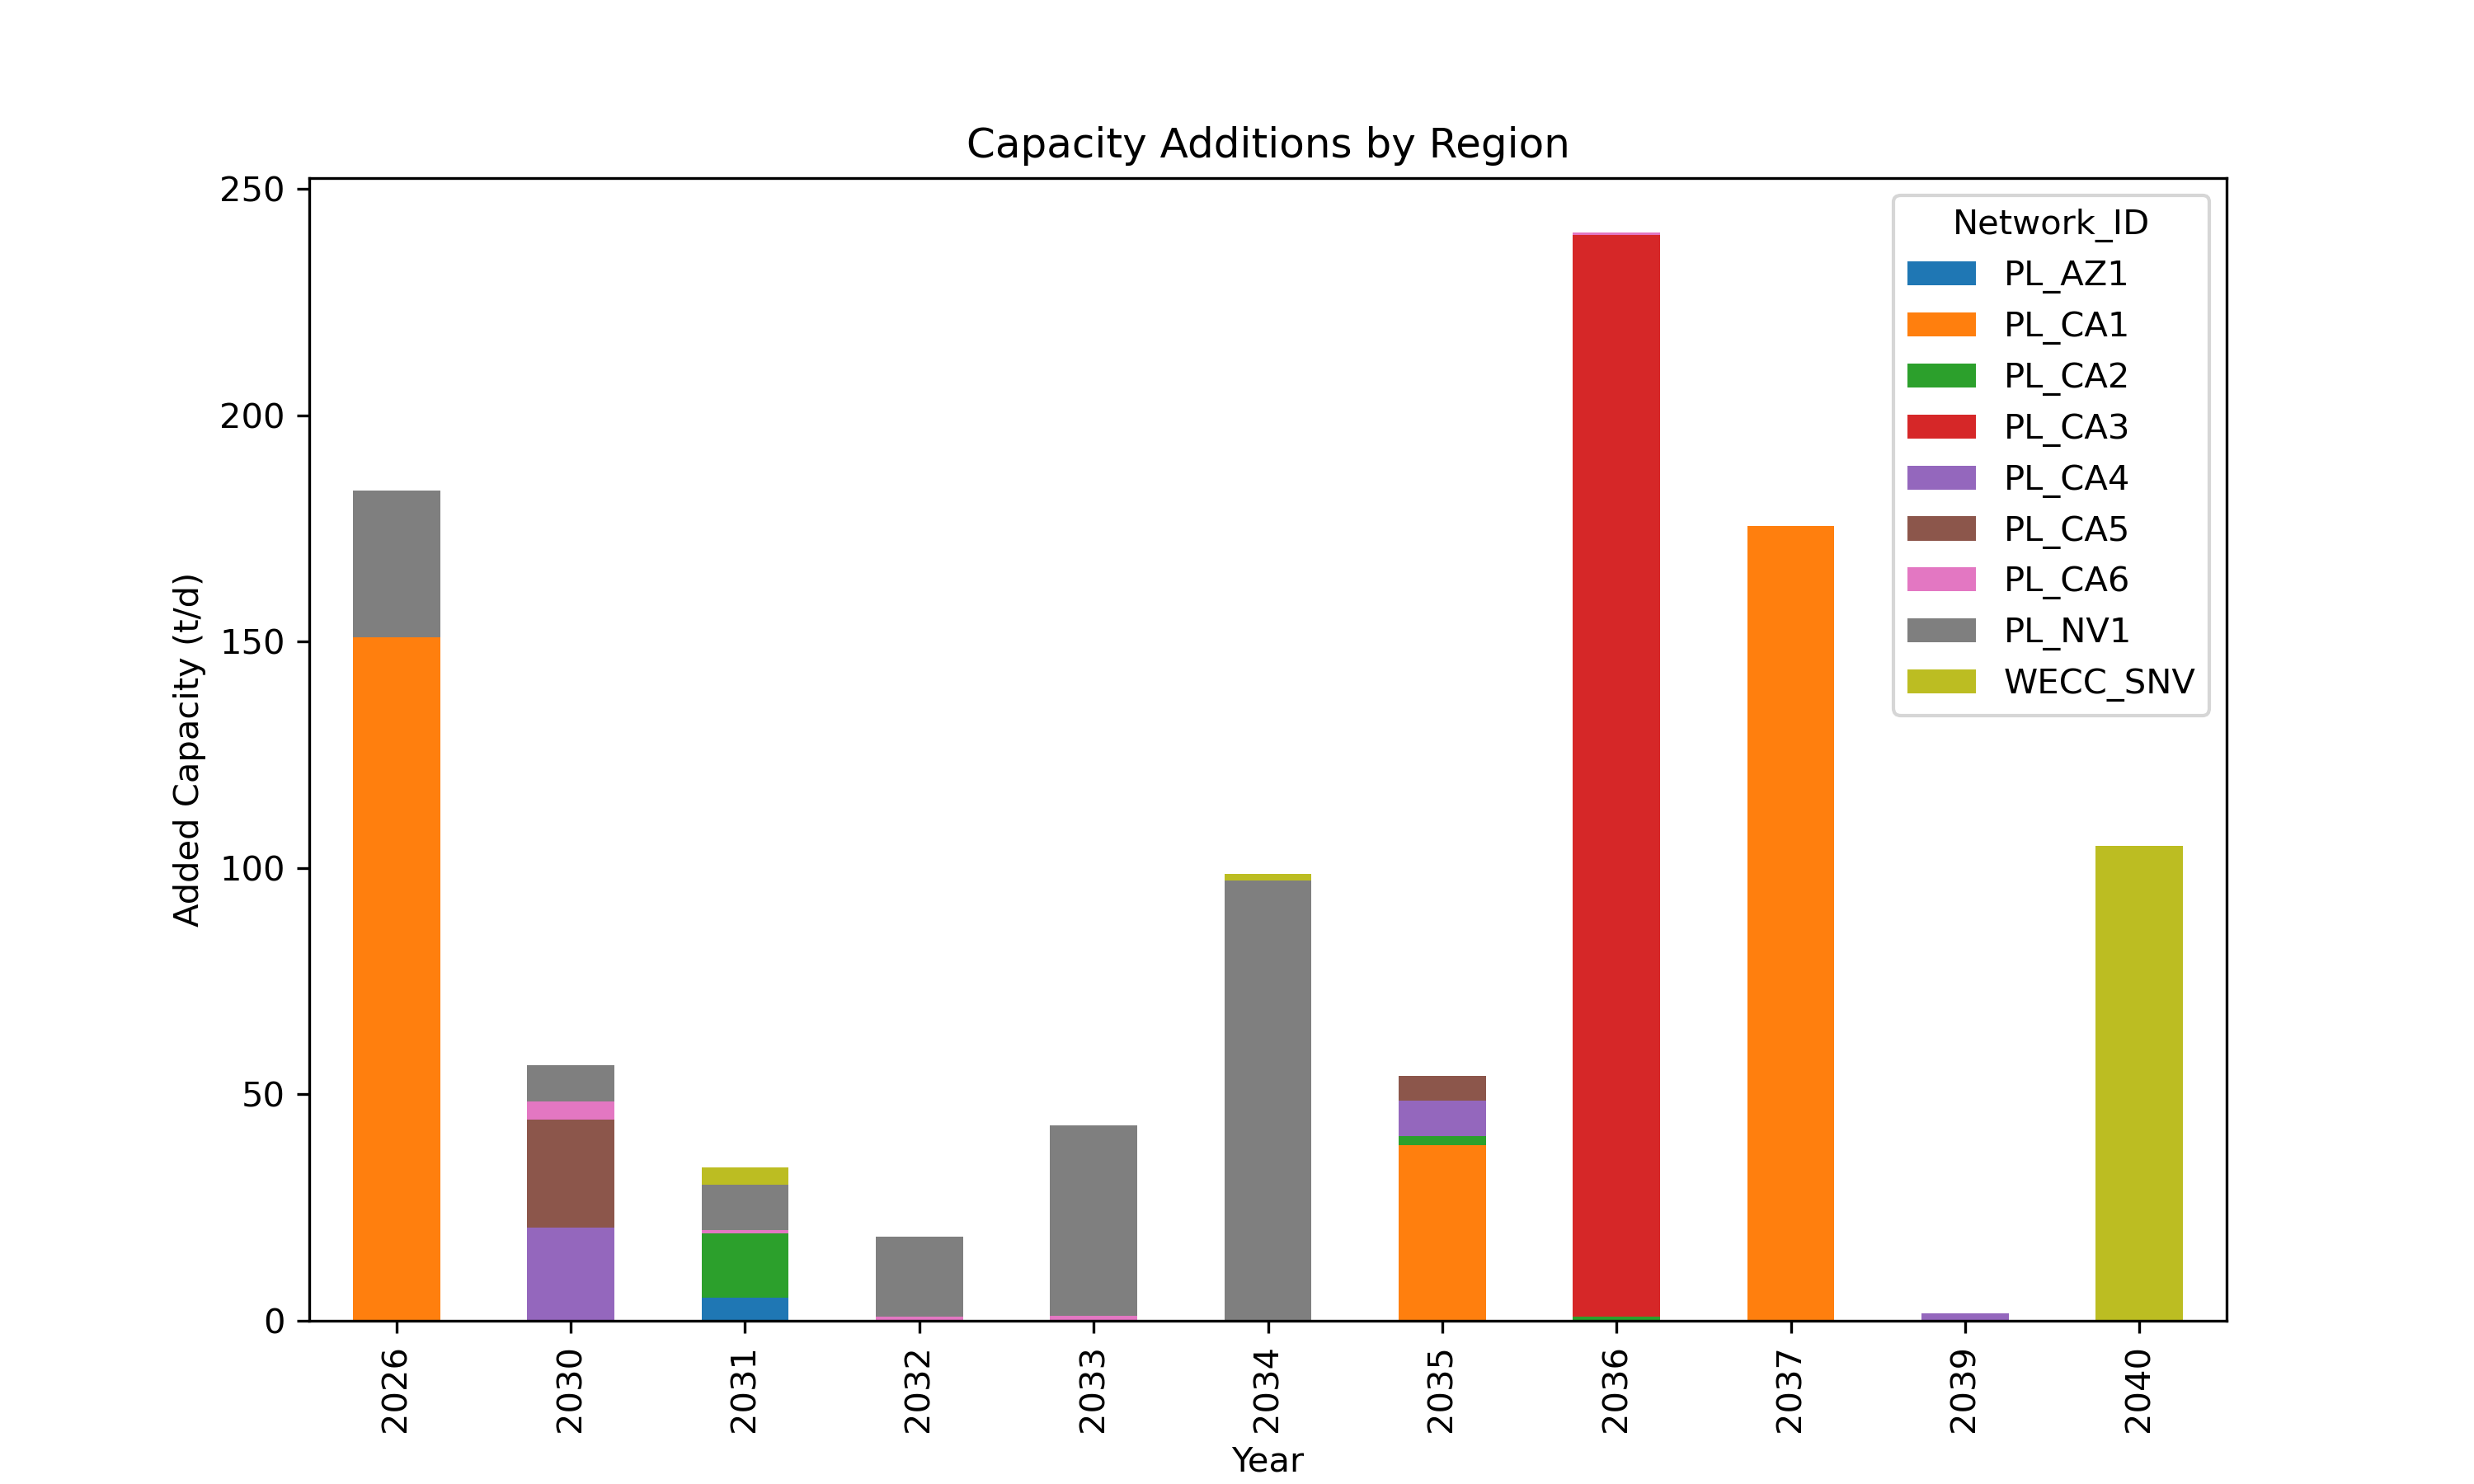 Capacity Additions by Region
Added Capacity (t/d)
250
200
150
100
50
0
Network_ID
PL_AZ1
PL_CA1
PL_CA2
PL_CA3
PL_CA4
PL_CA5
PL_CA6
PL_NV1
WECC_SNV
2026 2030 2031 2032 2033 2034 2035 2036 2037 2039 2040
Year